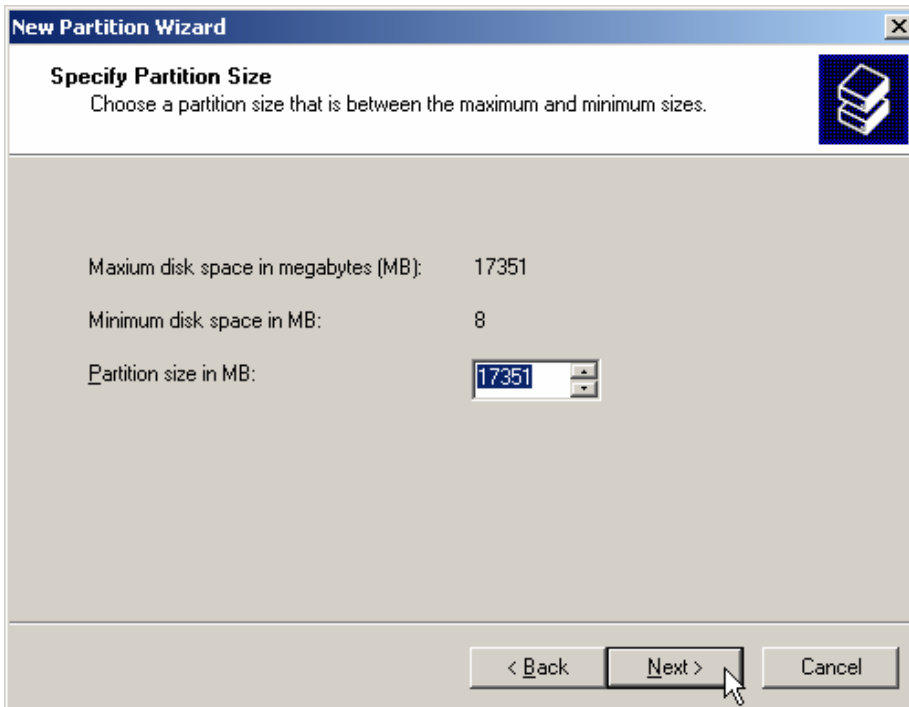 New Partition Wizard
Specify Partition Size
Choose a partition size that is between the maximum and minimum sizes.
Maxium disk space in megabytes (MB): 17351
Minimum disk space in MB: 8
Partition size in MB: 17351
< Back Next > Cancel